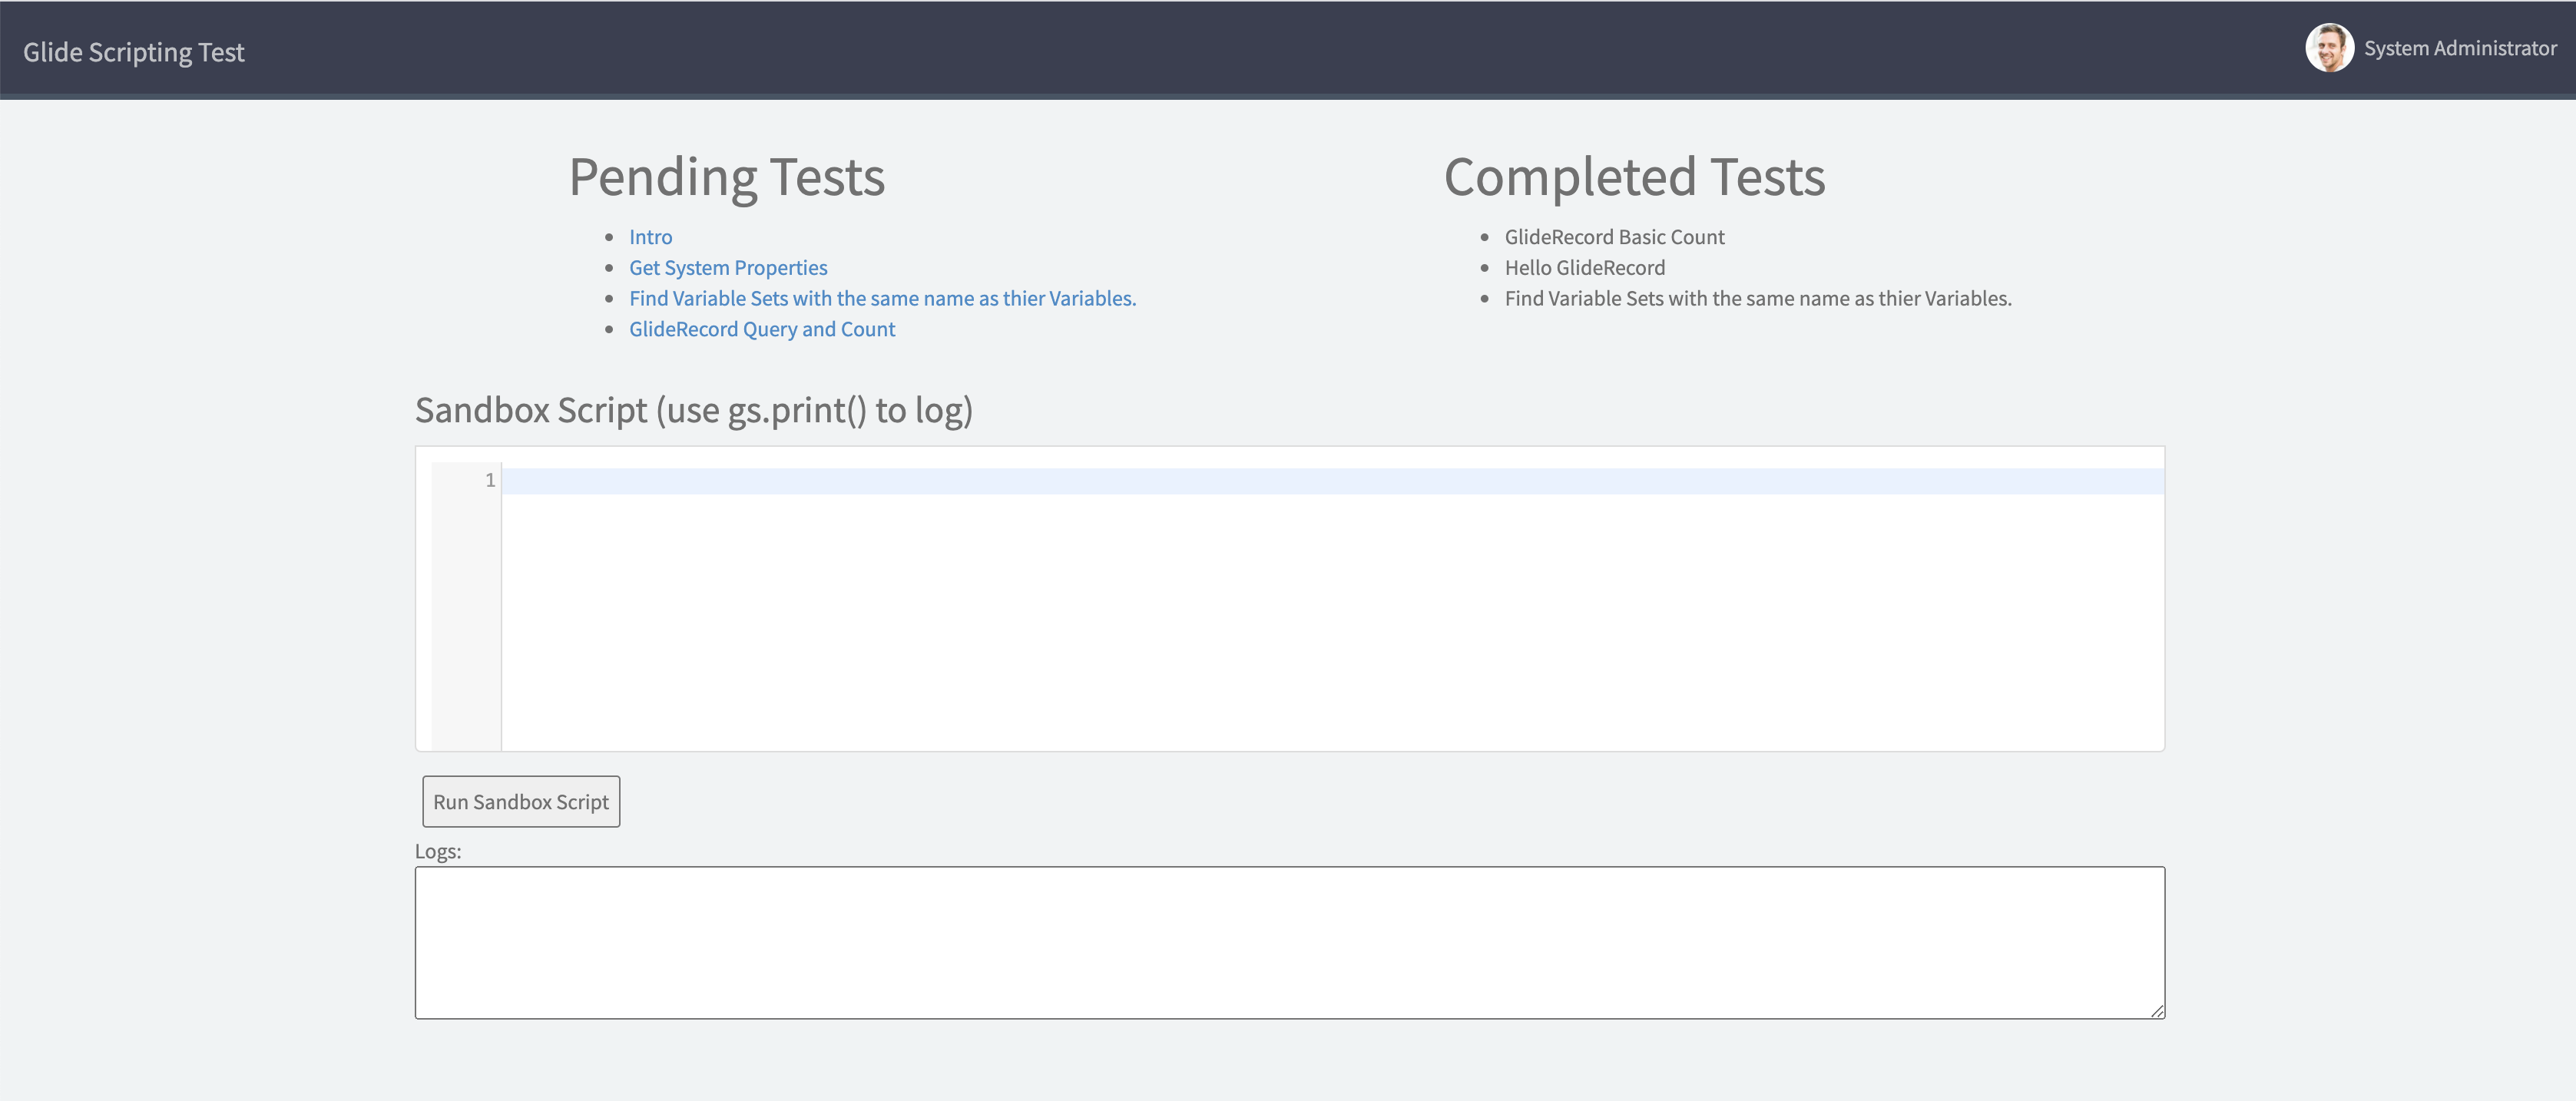 Glide Scripting Test
System Administrator
Pending Tests
Intro
Get System Properties
Find Variable Sets with the same name as thier Variables.
GlideRecord Query and Count
Completed Tests
GlideRecord Basic Count
Hello GlideRecord
Find Variable Sets with the same name as thier Variables.
Sandbox Script (use gs.print() to log)
1
Run Sandbox Script
Logs: